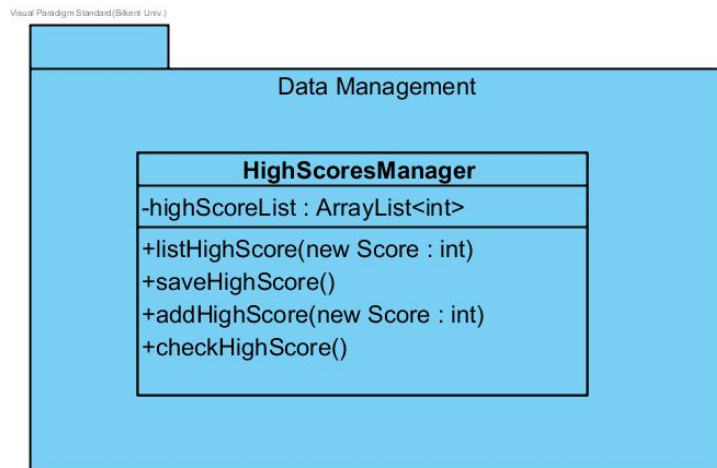 Visual Paradigm Standard(Bilkent Univ.)
Data Management
HighScoresManager
-highScoreList : ArrayList<int>
+listHighScore(new Score : int)
+saveHighScore()
+addHighScore(new Score : int)
+checkHighScore()